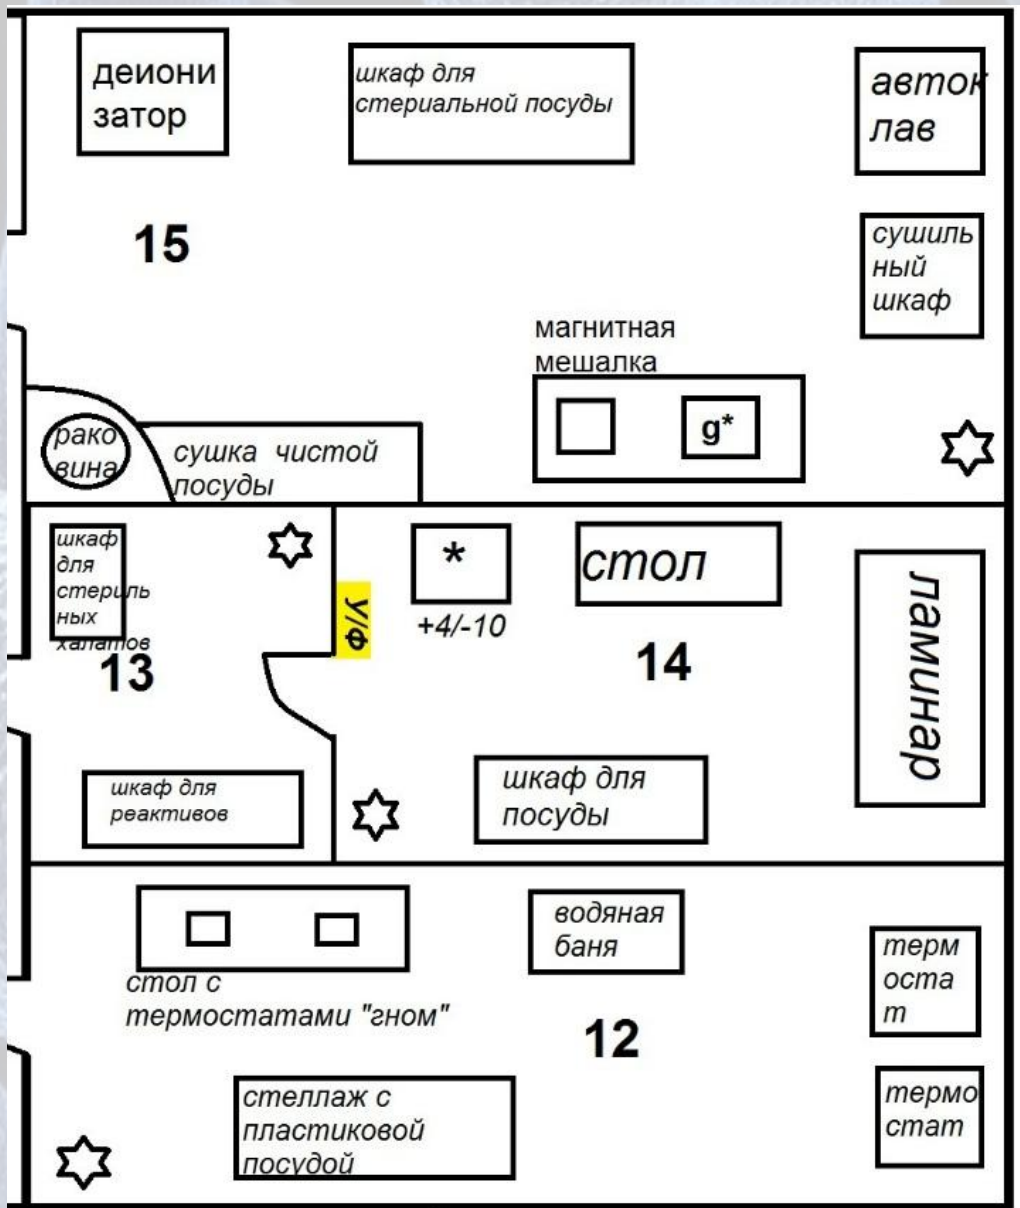 деиони
затор
шкаф для
стериальной посуды
авток
лав
15
сушиль
ный
шкаф
магнитная
мешалка
g*
рако
вина
сушка чистой
посуды
шкаф
для
стериль
ных
халатов
13
У/Ф
*
+4/-10
стол
14
ламинар
шкаф для
реактивов
шкаф для
посуды
стол с
термостатами "гном"
водяная
баня
терм
оста
т
12
стеллаж с
пластиковой
посудой
термо
стат